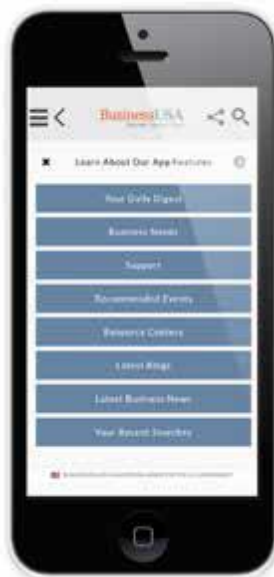 BusinessUSA
Learn About Our App Features
Your Daily Digest
Business Needs
Support
Recommended Events
Resource Centers
Latest Blogs
Latest Business News
Your Recent Searches